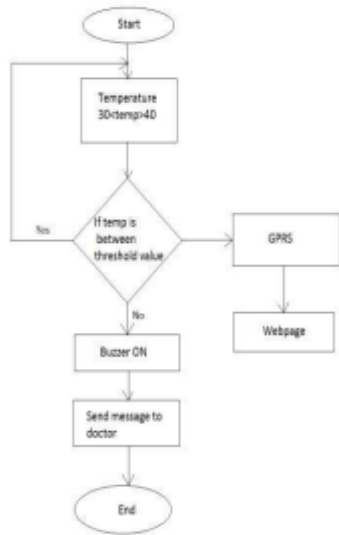 Start
Temperature
30<temp>40
If temp is
between
threshold value
Yes
GPRS
Webpage
No
Buzzer ON
Send message to
doctor
End